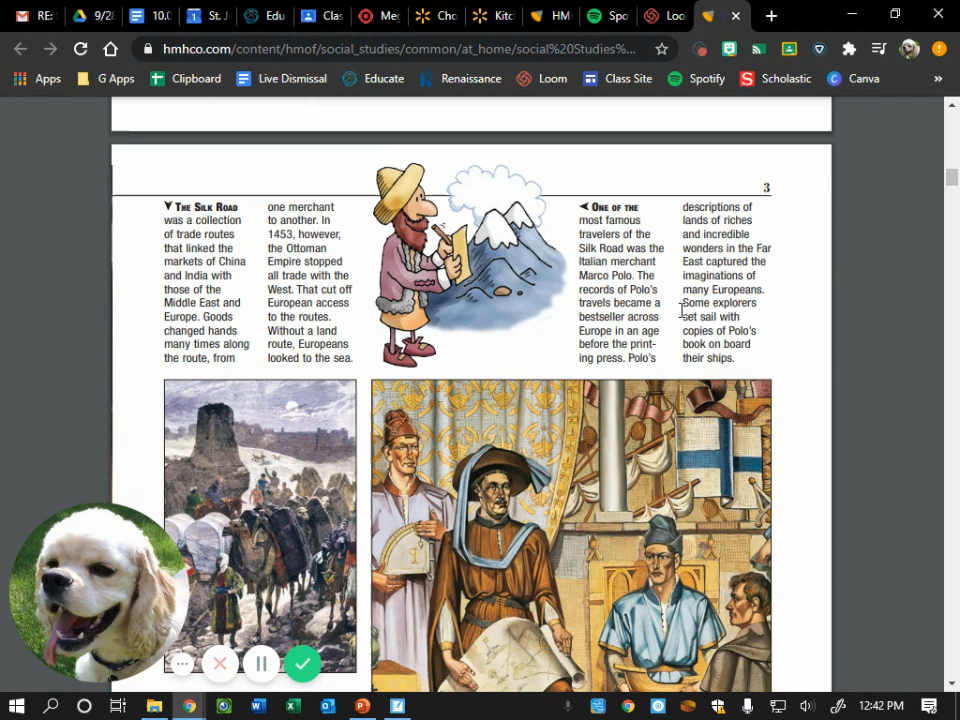 RE:
9/28
10.0
St. J
Edu
Clas
Meg
Cho
Kitc
HMI
Spo
Loo
hmhco.com/content/hmof/social_studies/common/at_home/social%20Studies%...
Apps
G Apps
Clipboard
Live Dismissal
Educate
Renaissance
Loom
Class Site
Spotify
Scholastic
Canva
»
3
THE SILK ROAD
was a collection
of trade routes
that linked the
markets of China
and India with
those of the
Middle East and
Europe. Goods
changed hands
many times along
the route, from
one merchant
to another. In
1453, however,
the Ottoman
Empire stopped
all trade with the
West. That cut off
European access
to the routes.
Without a land
route, Europeans
looked to the sea.
ONE OF THE
most famous
travelers of the
Silk Road was the
Italian merchant
Marco Polo. The
records of Polo's
travels became a
bestseller across
Europe in an age
before the print-
ing press. Polo's
descriptions of
lands of riches
and incredible
wonders in the Far
East captured the
imaginations of
many Europeans.
Some explorers
set sail with
copies of Polo's
book on board
their ships.
12:42 PM